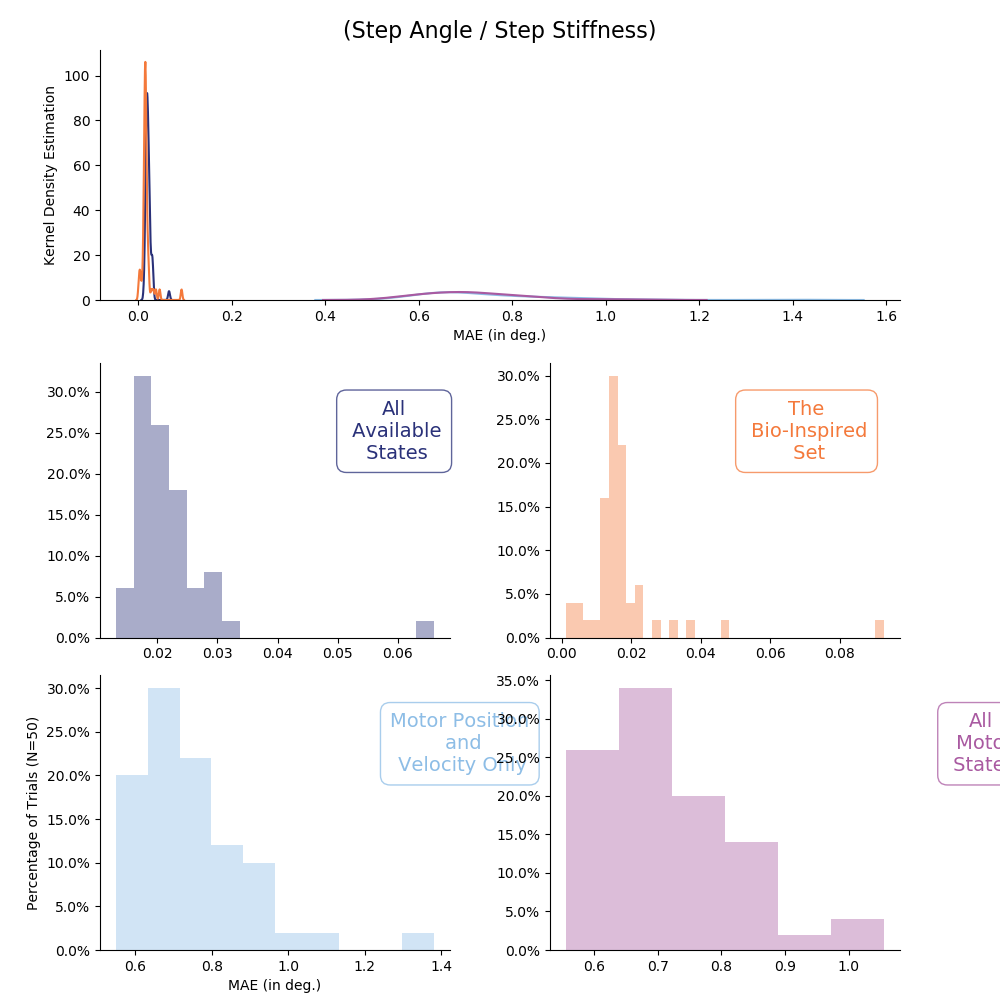 (Step Angle / Step Stiffness)
Kernel Density Estimation
100
80
60
40
20
0
0.0 0.2 0.4 0.6 0.8 1.0 1.2 1.4 1.6
MAE (in deg.)
30.0%
25.0%
20.0%
15.0%
10.0%
5.0%
0.0%
0.02 0.03 0.04 0.05 0.06
All
Available
States
30.0%
25.0%
20.0%
15.0%
10.0%
5.0%
0.0%
0.00 0.02 0.04 0.06 0.08
The
Bio-Inspired
Set
Percentage of Trials (N=50)
30.0%
25.0%
20.0%
15.0%
10.0%
5.0%
0.0%
0.6 0.8 1.0 1.2 1.4
MAE (in deg.)
Motor Position
and
Velocity Only
35.0%
30.0%
25.0%
20.0%
15.0%
10.0%
5.0%
0.0%
0.6 0.7 0.8 0.9 1.0
All
Moto
State